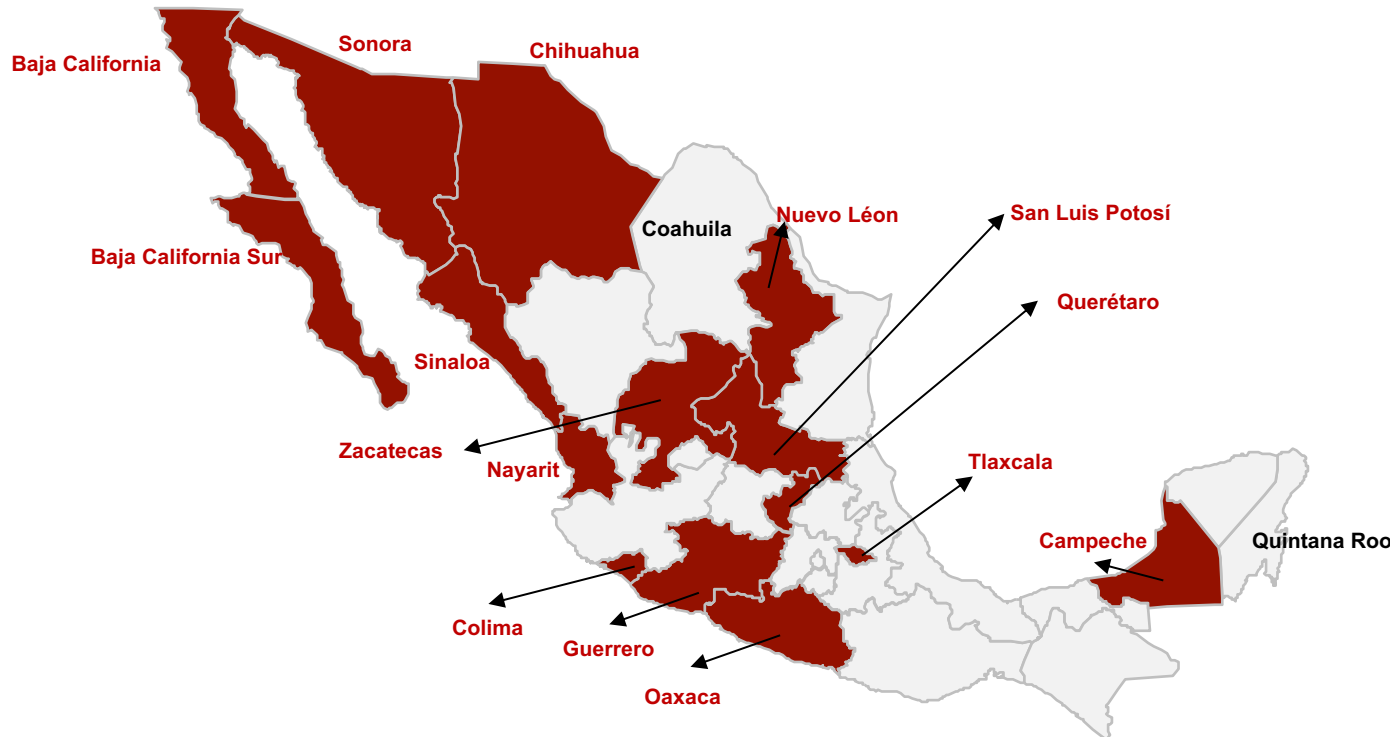 Sonora
Chihuahua
Baja California
Nuevo Léon
San Luis Potosí
Coahuila
Baja California Sur
Querétaro
Sinaloa
Zacatecas
Nayarit
Tlaxcala
Campeche
Quintana Roo
Colima
Guerrero
Oaxaca